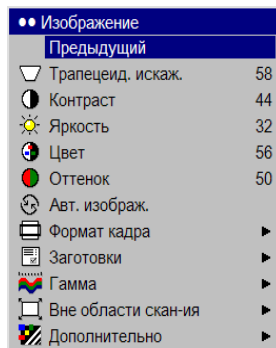 •• Изображение
Предыдущий
Трапецеид. искаж. 58
Контраст 44
Яркость 32
Цвет 56
Оттенок 50
Авт. изображ.
Формат кадра
Заготовки
Гамма
Вне области скан-ия
Дополнительно